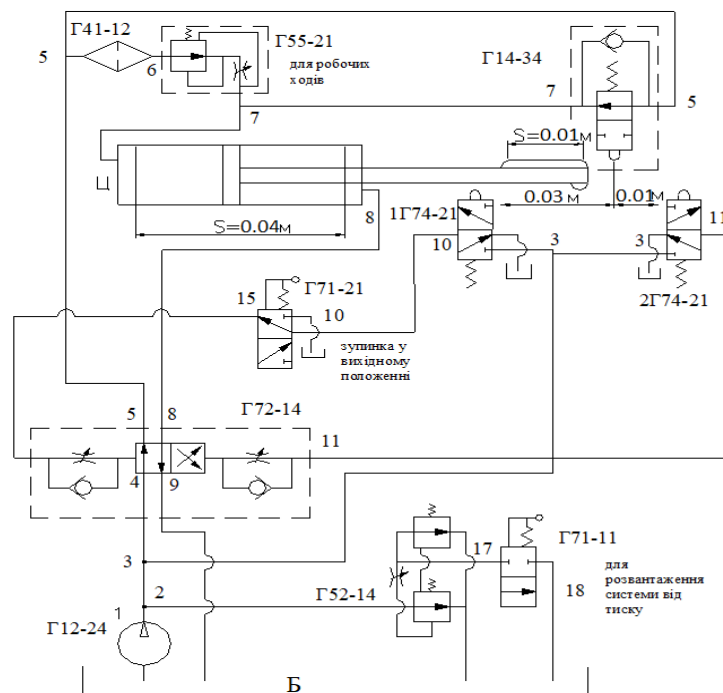 Г41-12
5
6
Г55-21
для робочих
ходів
Г14-34
7
5
7
S=0.01м
Ц
0.03 м
0.01м
8
1Г74-21
11
S=0.04м
10
3
3
2Г74-21
Г71-21
15
10
зупинка у
вихідному
положенні
5
8
Г72-14
11
4
9
3
17
Г71-11
2
Г52-14
18
для
розвантаження
системи від
тиску
1
Г12-24
Б